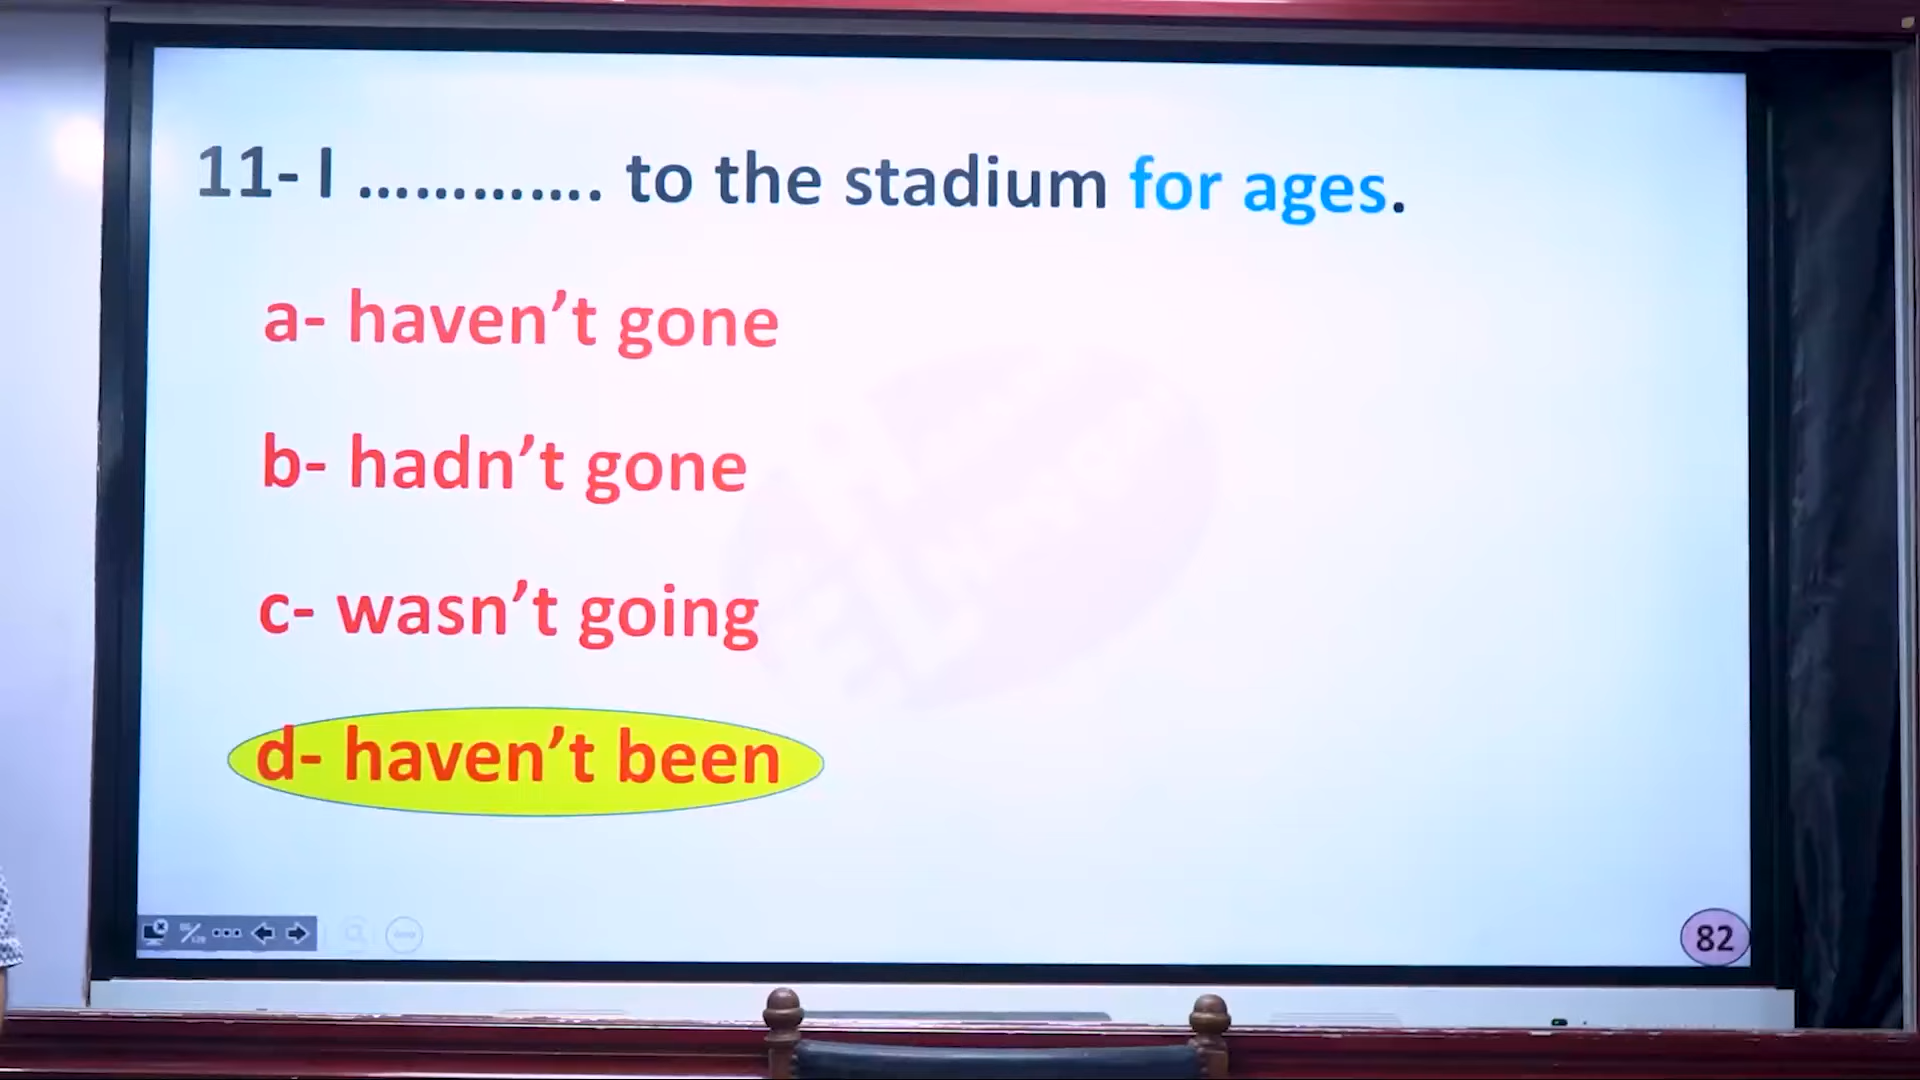 11- I ............. to the stadium for ages.
a- haven’t gone
b- hadn’t gone
c- wasn’t going
d- haven’t been
82